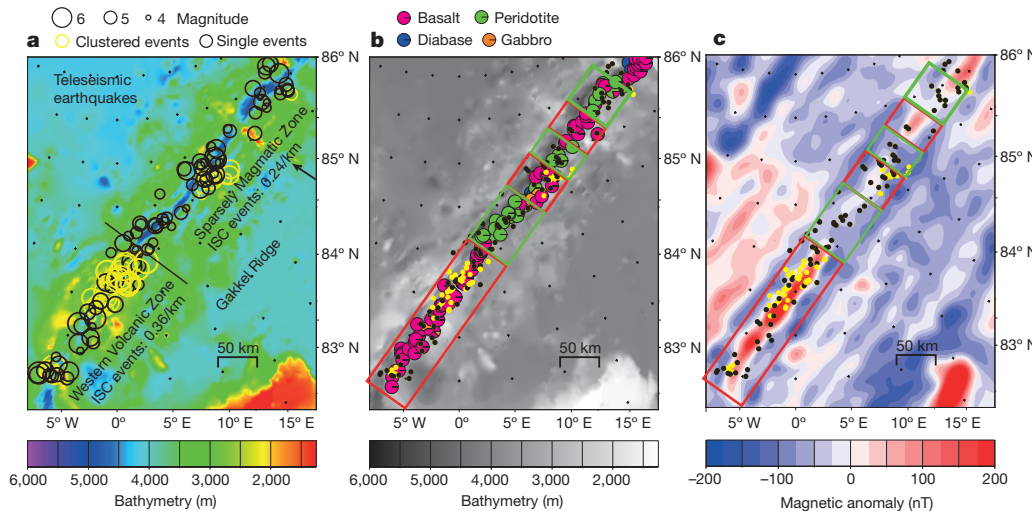 6 5 4 Magnitude
Clustered events Single events
a
Teleseismic
earthquakes
Sparsely Magmatic Zone
ISC events: 0.24/km
Gakkel Ridge
Western Volcanic Zone
ISC events: 0.36/km
50 km
86° N
85° N
84° N
83° N
5° W 0° 5° E 10° E 15° E
6,000 5,000 4,000 3,000 2,000
Bathymetry (m)
Basalt Peridotite
Diabase Gabbro
b
50 km
86° N
85° N
84° N
83° N
5° W 0° 5° E 10° E 15° E
6,000 5,000 4,000 3,000 2,000
Bathymetry (m)
c
50 km
86° N
85° N
84° N
83° N
5° W 0° 5° E 10° E 15° E
−200 −100 0 100 200
Magnetic anomaly (nT)